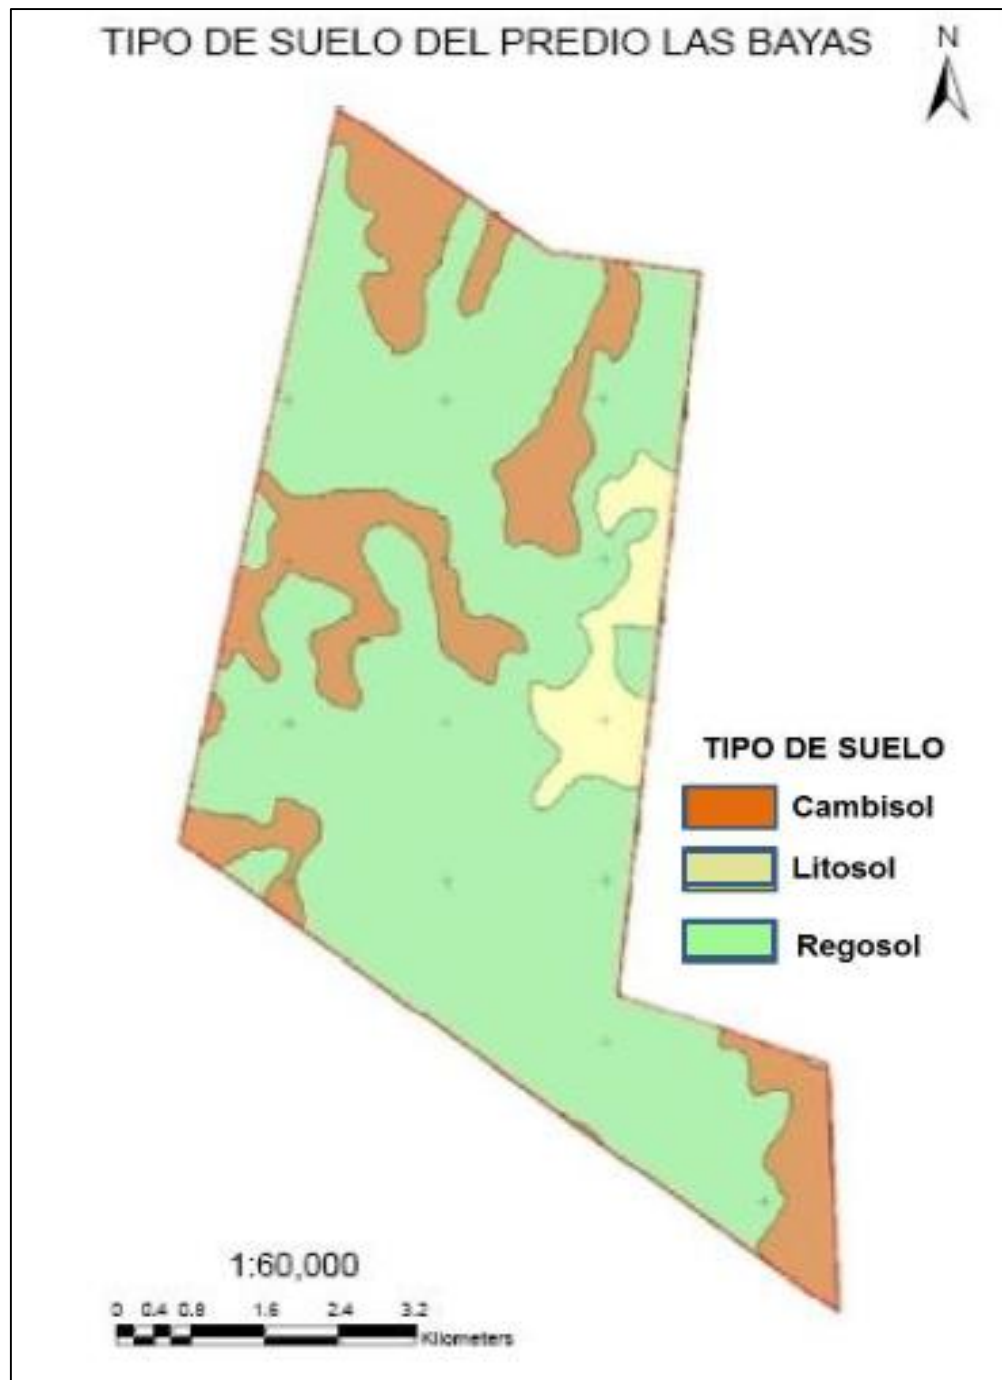 TIPO DE SUELO DEL PREDIO LAS BAYAS
N
TIPO DE SUELO
Cambisol
Litosol
Regosol
1:60,000
0 0.4 0.8 1.6 2.4 3.2
Kilometers